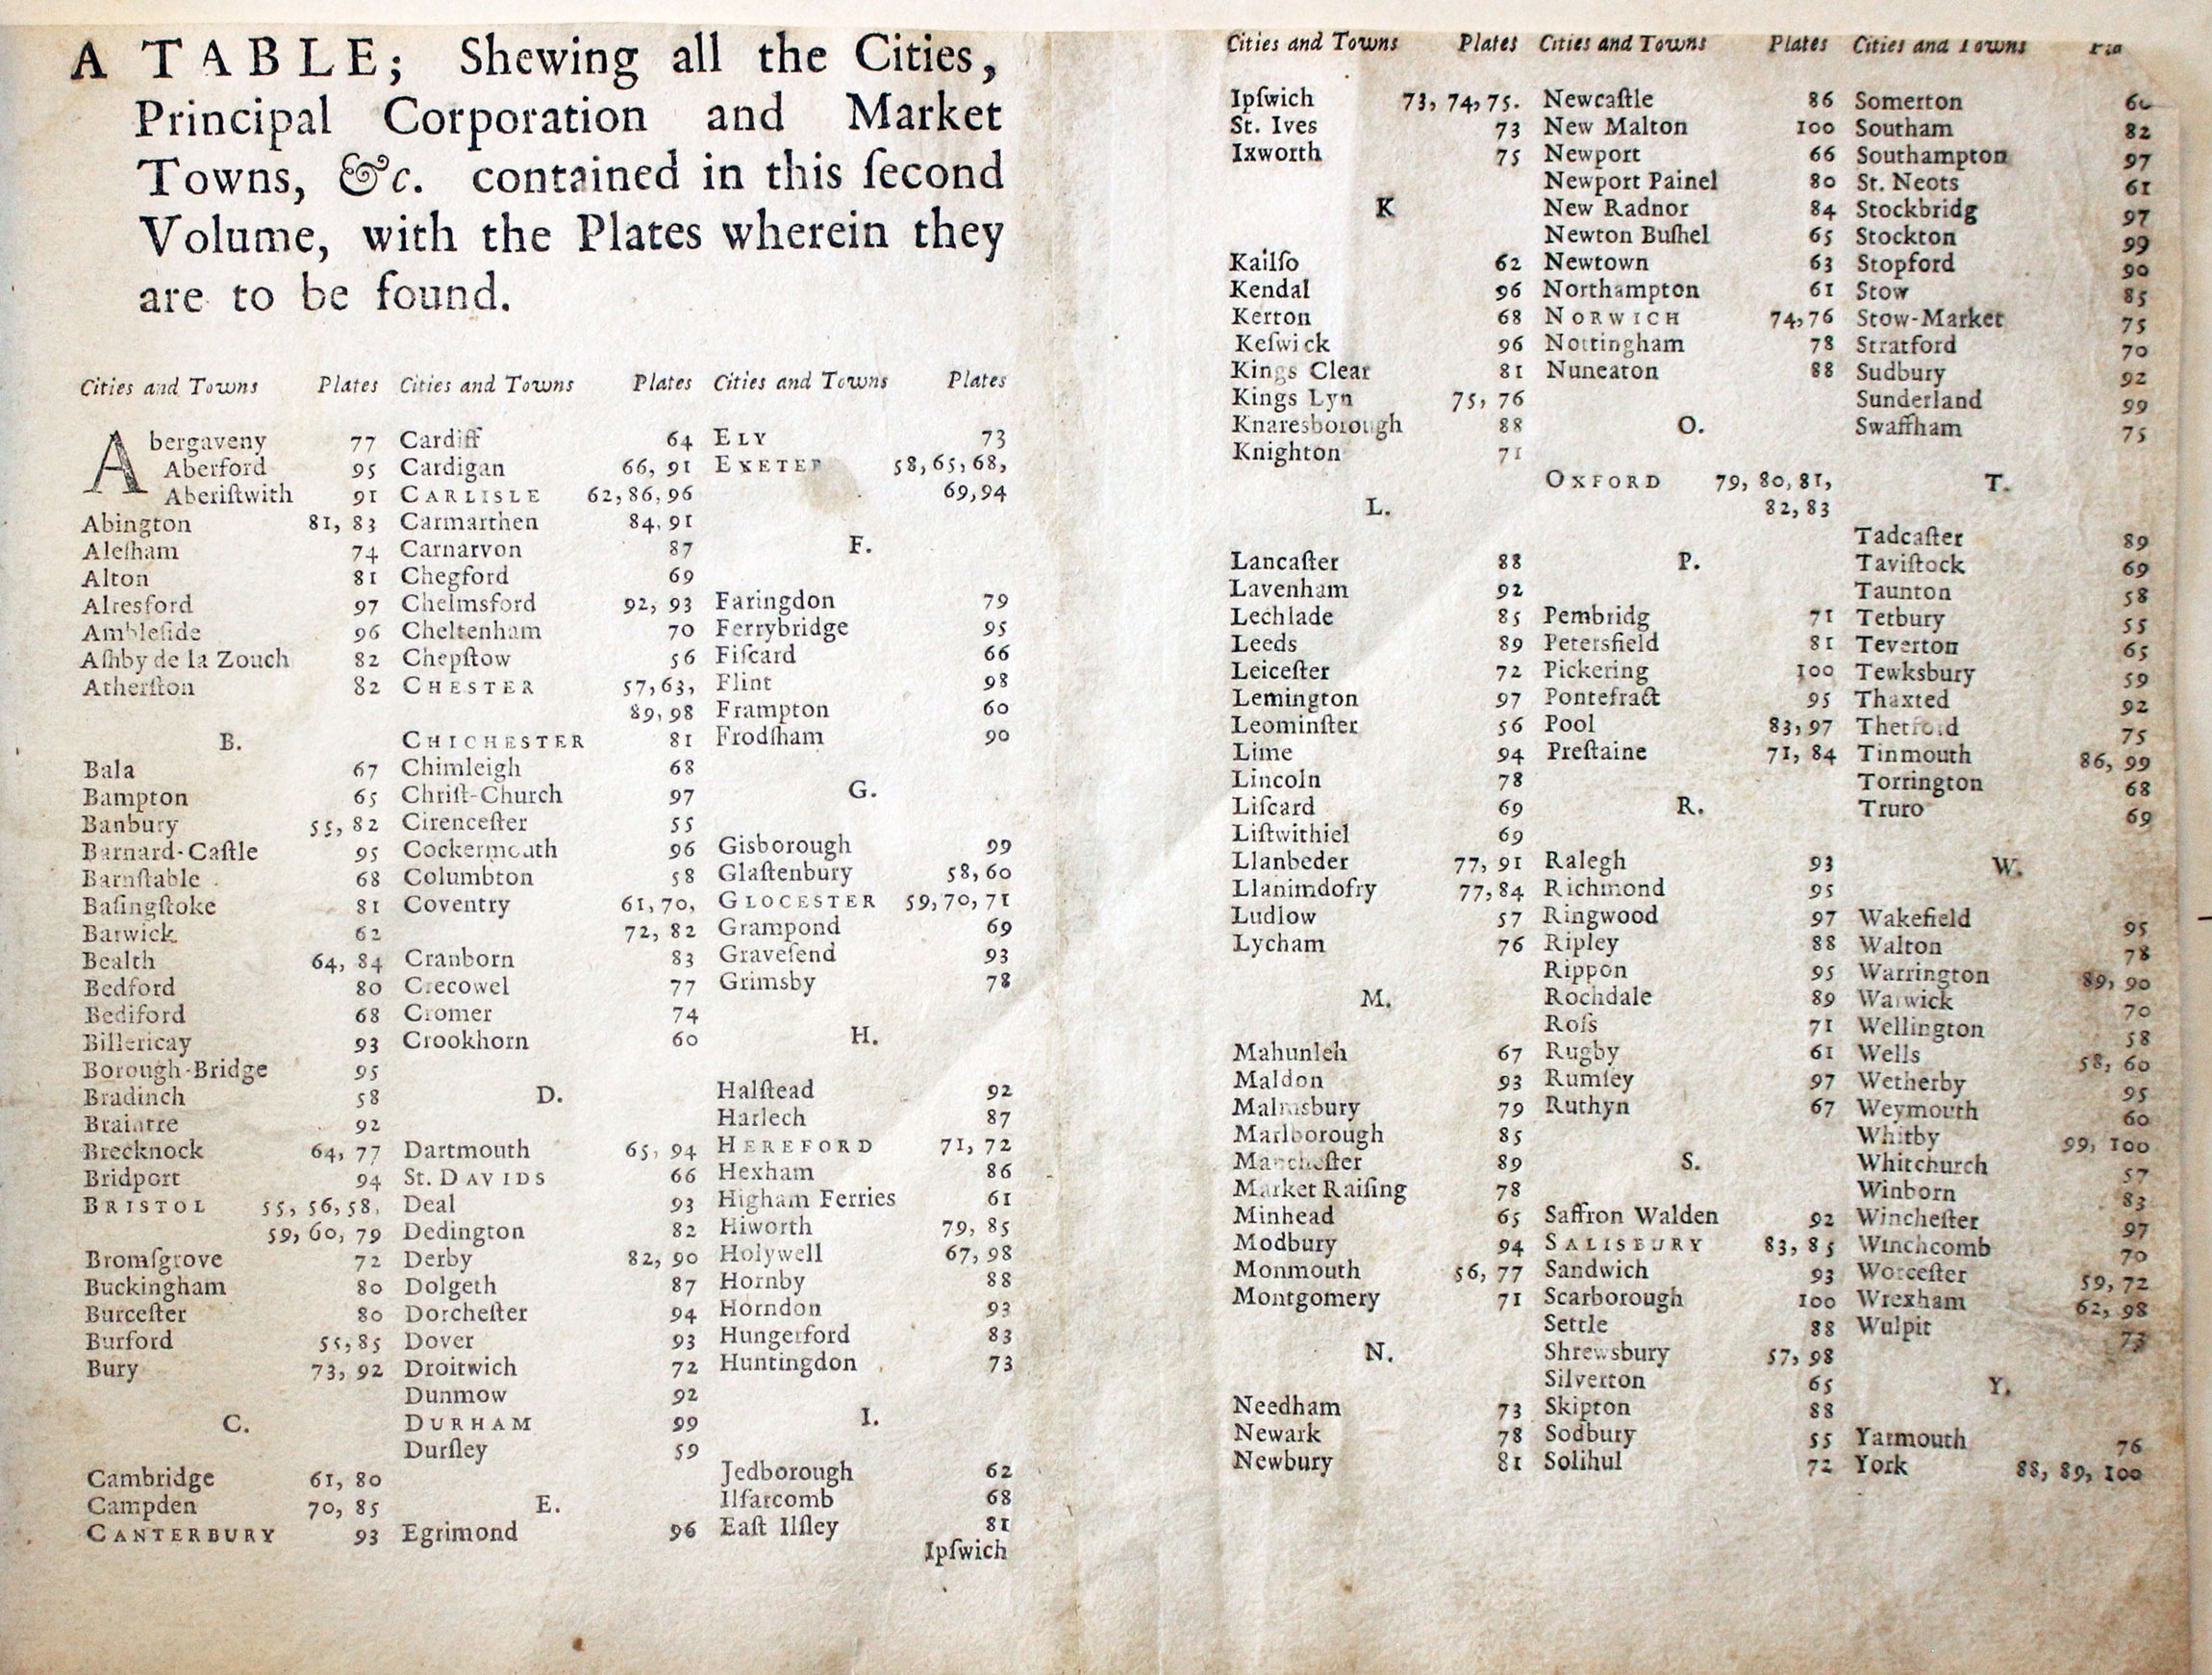 A TABLE; Shewing all the Cities,
Principal Corporation and Market
Towns, &c. contained in this ſecond
Volume, with the Plates wherein they
are to be found.
Cities and Towns Plates
Abergaveny 77
Aberford 95
Aberiſtwith 91
Abington 81, 83
Aleſham 74
Alton 81
Alresford 97
Ambleſide 96
Aſhby de la Zouch 82
Atherſton 82
B.
Bala 67
Bampton 65
Banbury 55, 82
Barnard-Caſtle 95
Barnſtable 68
Baſingſtoke 81
Barwick 62
Bealth 64, 84
Bedford 80
Bediford 68
Billericay 93
Borough-Bridge 95
Bradinch 58
Braintre 92
Brecknock 64, 77
Bridport 94
BRISTOL 55, 56, 58,
59, 60, 79
Bromſgrove 72
Buckingham 80
Burceſter 80
Burford 55, 85
Bury 73, 92
C.
Cambridge 61, 80
Campden 70, 85
CANTERBURY 93
Cities and Towns Plates
Cardiff 64
Cardigan 66, 91
CARLISLE 62, 86, 96
Carmarthen 84, 91
Carnarvon 87
Chegford 69
Chelmsford 92, 93
Cheltenham 70
Chepſtow 56
CHESTER 57, 63,
89, 98
CHICHESTER 81
Chimleigh 68
Chriſt-Church 97
Cirenceſter 55
Cockermouth 96
Columbton 58
Coventry 61, 70,
72, 82
Cranborn 83
Crecowel 77
Cromer 74
Crookhorn 60
D.
Dartmouth 65, 94
St. DAVIDS 66
Deal 93
Dedington 82
Derby 82, 90
Dolgeth 87
Dorcheſter 94
Dover 93
Droitwich 72
Dunmow 92
DURHAM 99
Durſley 59
E.
Egrimond 96
Cities and Towns Plates
ELY 73
EXETER 58, 65, 68,
69, 94
F.
Faringdon 79
Ferrybridge 95
Fiſcard 66
Flint 98
Frampton 60
Frodſham 90
G.
Gisborough 99
Glaſtenbury 58, 60
GLOCESTER 59, 70, 71
Grampond 69
Graveſend 93
Grimsby 78
H.
Halſtead 92
Harlech 87
HEREFORD 71, 72
Hexham 86
Higham Ferries 61
Hiworth 79, 85
Holywell 67, 98
Hornby 88
Horndon 93
Hungerford 83
Huntingdon 73
I.
Jedborough 62
Ilfarcomb 68
Eaſt Ilſley 81
Ipſwich
Cities and Towns Plates
Ipſwich 73, 74, 75.
St. Ives 73
Ixworth 75
K
Kailſo 62
Kendal 96
Kerton 68
Keſwick 96
Kings Clear 81
Kings Lyn 75, 76
Knaresborough 88
Knighton 71
L.
Lancaſter 88
Lavenham 92
Lechlade 85
Leeds 89
Leiceſter 72
Lemington 97
Leominſter 56
Lime 94
Lincoln 78
Liſcard 69
Liſtwithiel 69
Llanbeder 77, 91
Llanimdofry 77, 84
Ludlow 57
Lycham 76
M.
Mahunleh 67
Maldon 93
Malmsbury 79
Marlborough 85
Mancheſter 89
Market Raiſing 78
Minhead 65
Modbury 94
Monmouth 56, 77
Montgomery 71
N.
Needham 73
Newark 78
Newbury 81
Cities and Towns Plates
Newcaſtle 86
New Malton 100
Newport 66
Newport Painel 80
New Radnor 84
Newton Buſhel 65
Newtown 63
Northampton 61
NORWICH 74, 76
Nottingham 78
Nuneaton 88
O.
OXFORD 79, 80, 81,
82, 83
P.
Pembridg 71
Petersfield 81
Pickering 100
Pontefract 95
Pool 83, 97
Preſtaine 71, 84
R.
Ralegh 93
Richmond 95
Ringwood 97
Ripley 88
Rippon 95
Rochdale 89
Roſs 71
Rugby 61
Rumſey 97
Ruthyn 67
S.
Saffron Walden 92
SALISBURY 83, 85
Sandwich 93
Scarborough 100
Settle 88
Shrewsbury 57, 98
Silverton 65
Skipton 88
Sodbury 55
Solihul 72
Cities and Towns
Somerton
Southam 82
Southampton 97
St. Neots 61
Stockbridg 97
Stockton 99
Stopford 90
Stow 85
Stow-Market 75
Stratford 70
Sudbury 92
Sunderland 99
Swaffham 75
T.
Tadcaſter 89
Taviſtock 69
Taunton 58
Tetbury 55
Teverton 65
Tewksbury 59
Thaxted 92
Thetford 75
Tinmouth 86, 99
Torrington 68
Truro 69
W.
Wakefield 95
Walton 78
Warrington 89, 90
Warwick 70
Wellington 58
Wells 58, 60
Wetherby 95
Weymouth 60
Whitby 99, 100
Whitchurch 57
Winborn 83
Wincheſter 97
Winchcomb 70
Worceſter 59, 72
Wrexham 62, 98
Wulpit 73
Y.
Yarmouth 76
York 88, 89, 100